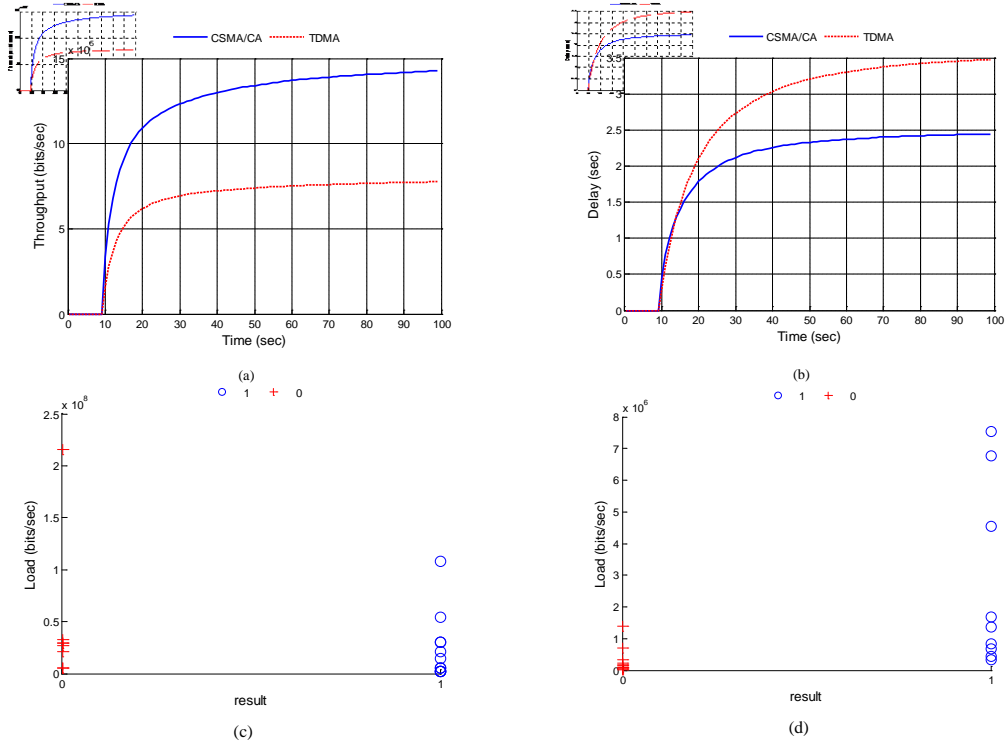 CSMA/CA TDMA
x 10^6
15
10
5
0
0 10 20 30 40 50 60 70 80 90 100
Throughput (bits/sec)
Time (sec)
(a)
CSMA/CA TDMA
3.5
3
2.5
2
1.5
1
0.5
0
0 10 20 30 40 50 60 70 80 90 100
Delay (sec)
Time (sec)
(b)
1 0
x 10^8
2.5
2
1.5
1
0.5
0
0 1
Load (bits/sec)
result
(c)
1 0
x 10^6
8
7
6
5
4
3
2
1
0
0 1
Load (bits/sec)
result
(d)